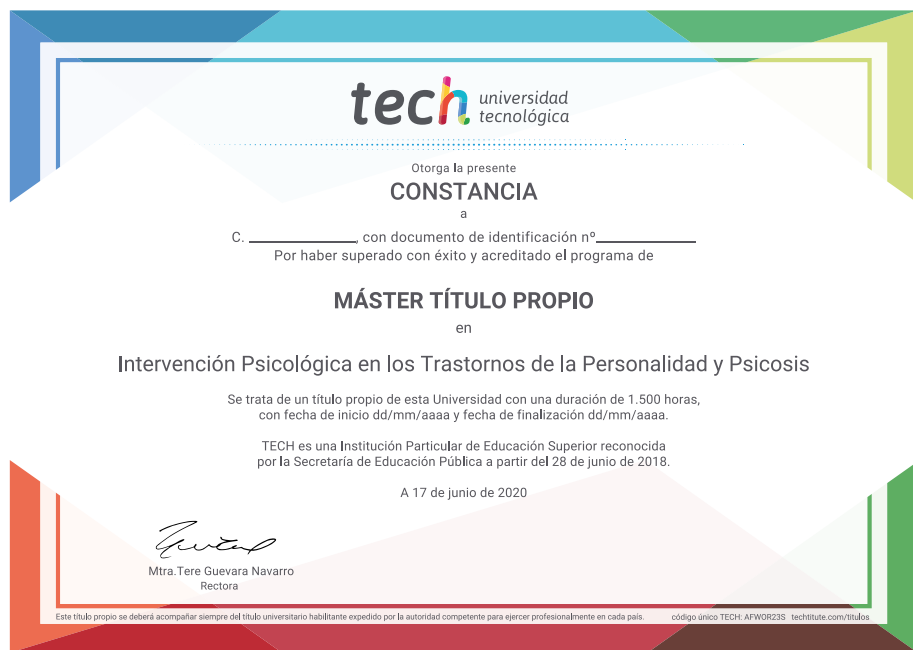 tech universidad
tecnológica
Otorga la presente
CONSTANCIA
a
C. ____________, con documento de identificación nº____________
Por haber superado con éxito y acreditado el programa de
MÁSTER TÍTULO PROPIO
en
Intervención Psicológica en los Trastornos de la Personalidad y Psicosis
Se trata de un título propio de esta Universidad con una duración de 1.500 horas,
con fecha de inicio dd/mm/aaaa y fecha de finalización dd/mm/aaaa.
TECH es una Institución Particular de Educación Superior reconocida
por la Secretaría de Educación Pública a partir del 28 de junio de 2018.
A 17 de junio de 2020
Mtra.Tere Guevara Navarro
Rectora
Este título propio se deberá acompañar siempre del título universitario habilitante expedido por la autoridad competente para ejercer profesionalmente en cada país. código único TECH: AFWOR23S techtitute.com/titulos